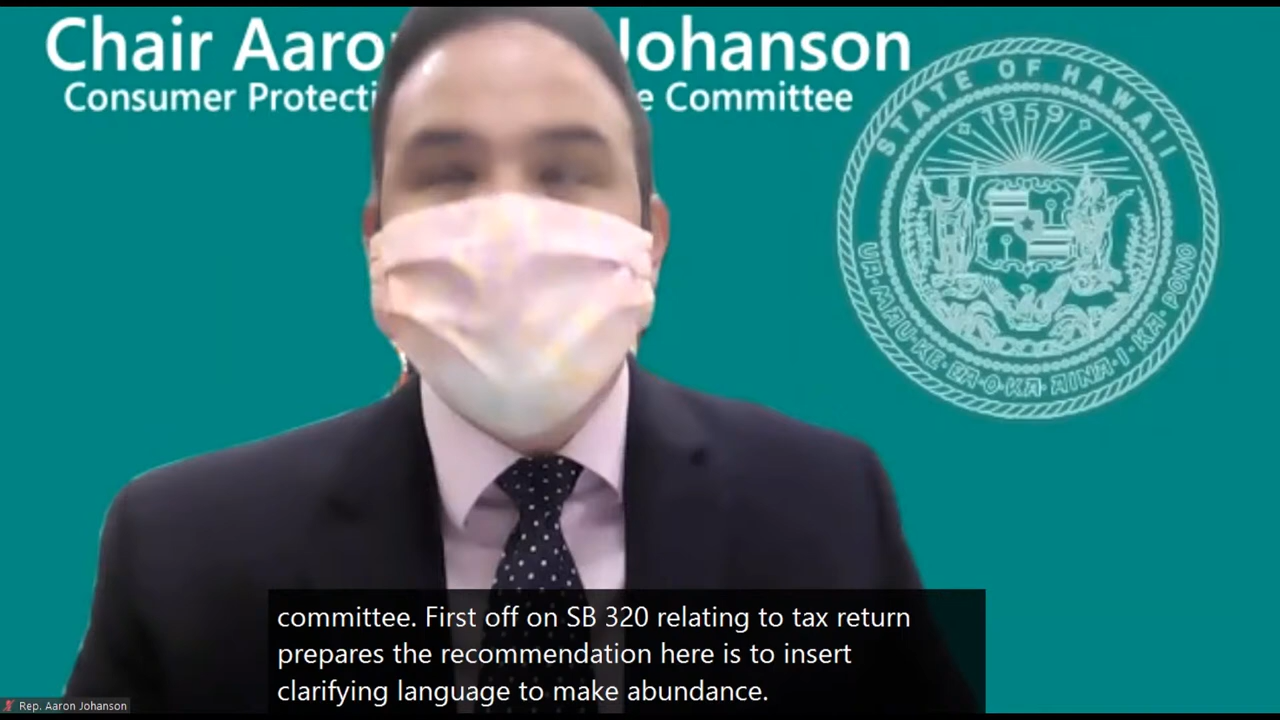 Chair Aaro Johanson
Consumer Protecti e Committee
STATE OF HAWAII
1959
UA·MAU·KE·EA·O·KA·AINA·I·KA·PONO
committee. First off on SB 320 relating to tax return
prepares the recommendation here is to insert
clarifying language to make abundance.
Rep. Aaron Johanson